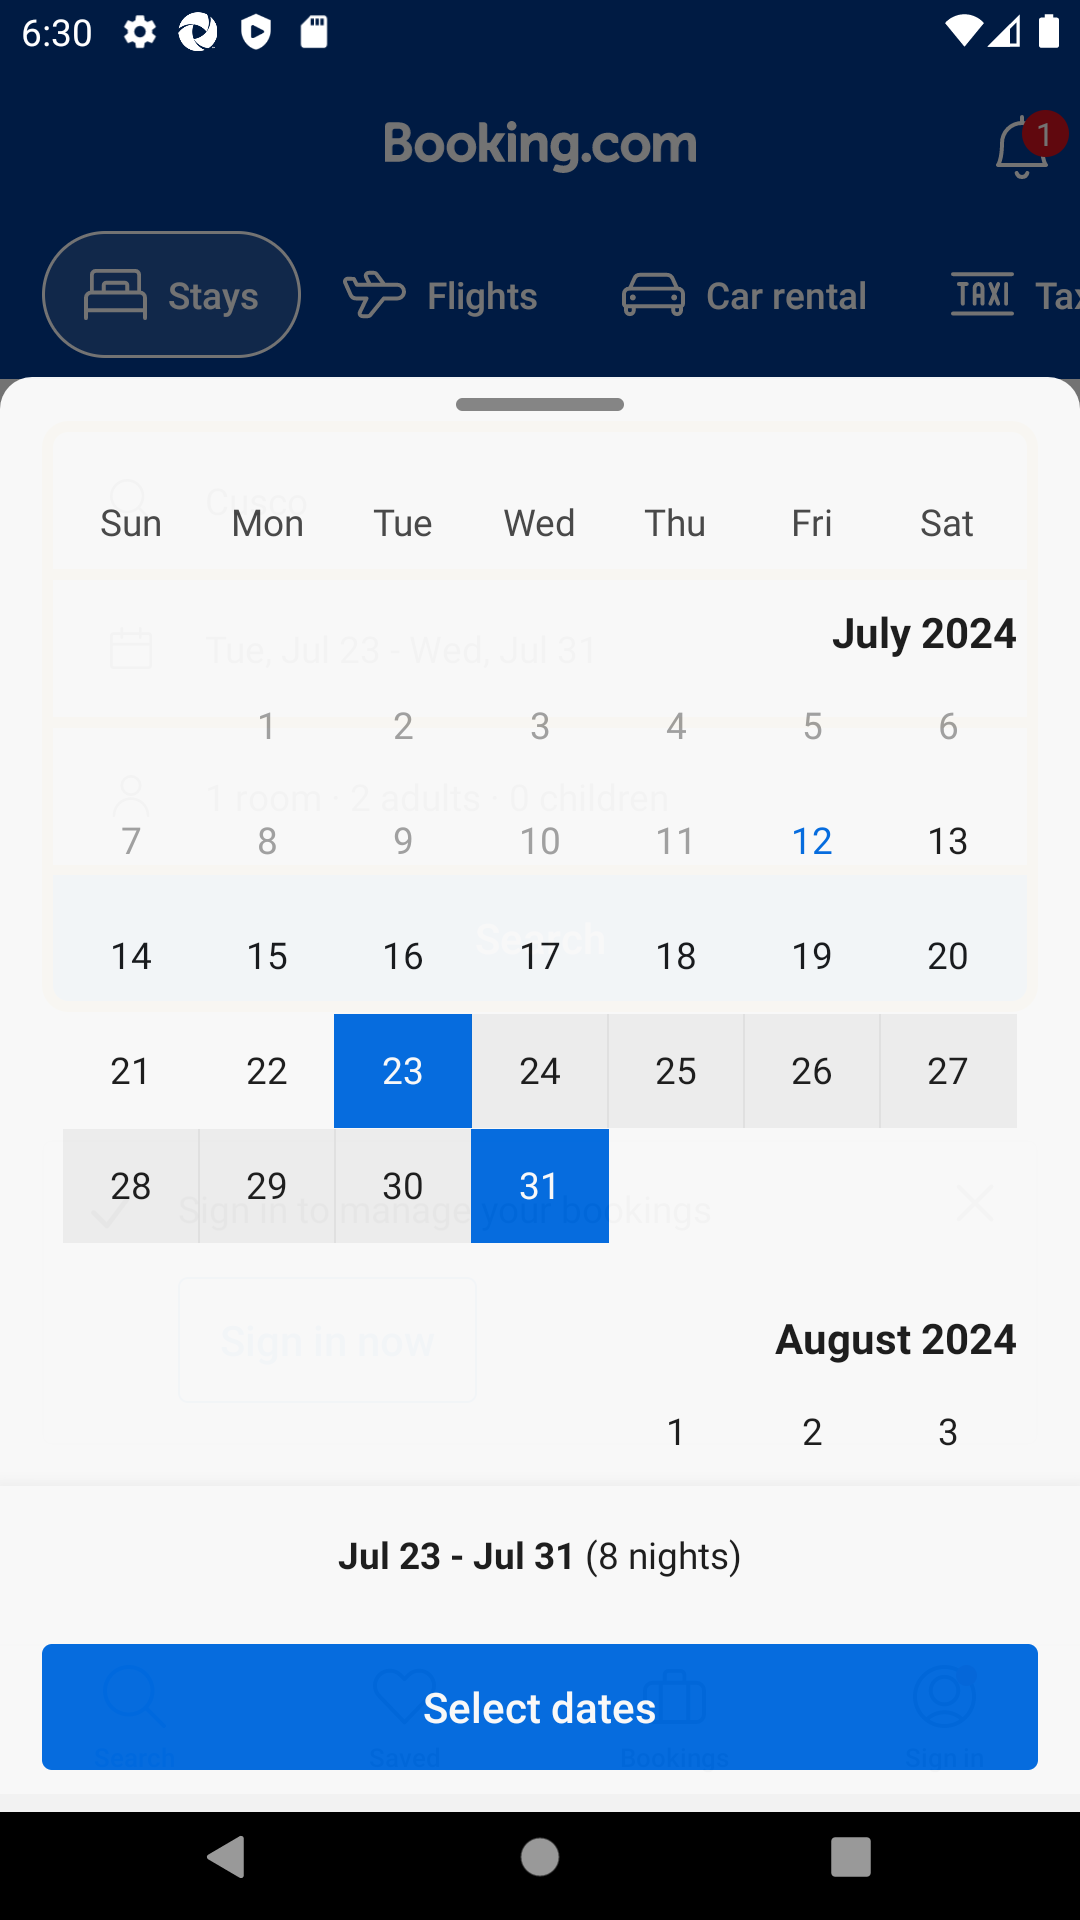 6:30
Booking.com
1
Stays Flights Car rental TAXI Tax
Cusco
Sun Mon Tue Wed Thu Fri Sat
July 2024
Tue, Jul 23 - Wed, Jul 31
1 2 3 4 5 6
1 room · 2 adults · 0 children
7 8 9 10 11 12 13
Search
14 15 16 17 18 19 20
21 22 23 24 25 26 27
28 29 30 31
Sign in to manage your bookings
Sign in now
August 2024
1 2 3
Jul 23 - Jul 31 (8 nights)
Select dates
Search Saved Bookings Sign in